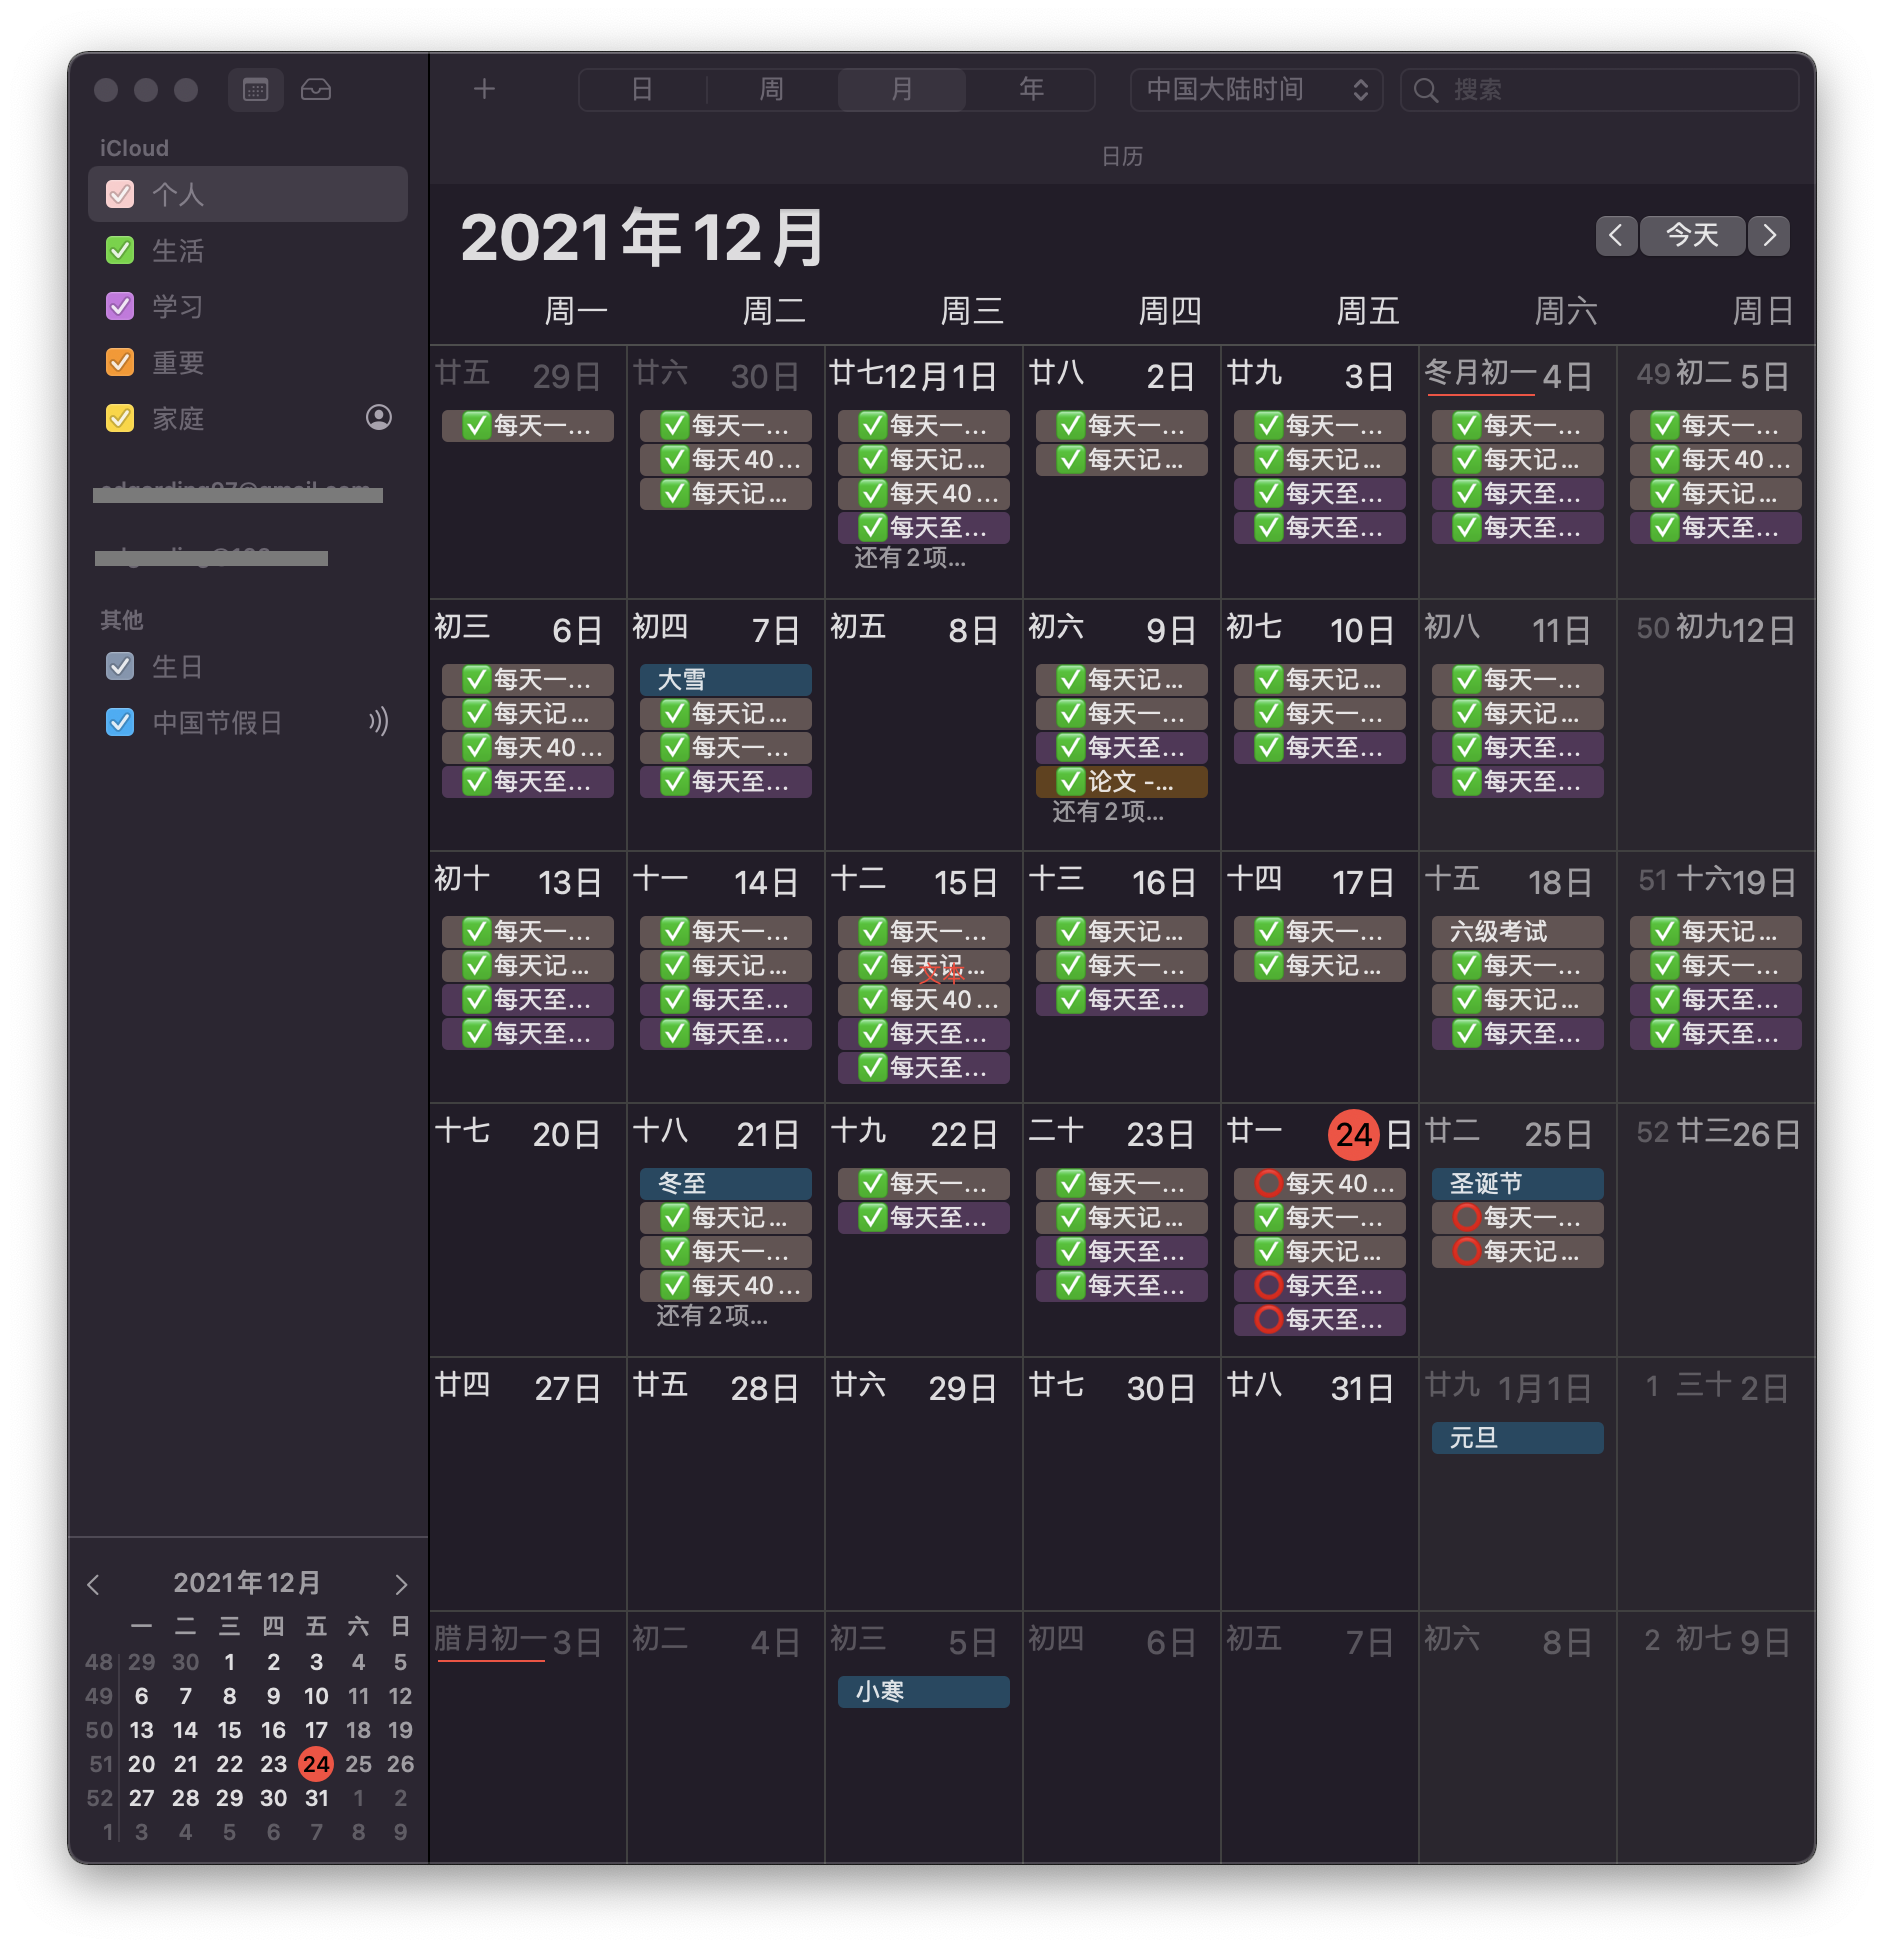 日 周 月 年 中国大陆时间 搜索
日历
iCloud
个人
生活
学习
重要
家庭
其他
生日
中国节假日
2021年12月
< 今天 >
周一 周二 周三 周四 周五 周六 周日
廿五 29日
✅每天一...
廿六 30日
✅每天一...
✅每天40...
✅每天记...
廿七12月1日
✅每天一...
✅每天记...
✅每天40...
✅每天至...
还有2项...
廿八 2日
✅每天一...
✅每天记...
廿九 3日
✅每天一...
✅每天记...
✅每天至...
✅每天至...
冬月初一 4日
✅每天一...
✅每天记...
✅每天至...
✅每天至...
49 初二 5日
✅每天一...
✅每天40...
✅每天记...
✅每天至...
初三 6日
✅每天一...
✅每天记...
✅每天40...
✅每天至...
初四 7日
大雪
✅每天记...
✅每天一...
✅每天至...
初五 8日
初六 9日
✅每天记...
✅每天一...
✅每天至...
✅论文 -...
还有2项...
初七 10日
✅每天记...
✅每天一...
✅每天至...
初八 11日
✅每天一...
✅每天记...
✅每天至...
✅每天至...
50 初九12日
初十 13日
✅每天一...
✅每天记...
✅每天至...
✅每天至...
十一 14日
✅每天一...
✅每天记...
✅每天至...
✅每天至...
十二 15日
✅每天一...
✅每天记...
文本
✅每天40...
✅每天至...
✅每天至...
十三 16日
✅每天记...
✅每天一...
✅每天至...
十四 17日
✅每天一...
✅每天记...
十五 18日
六级考试
✅每天一...
✅每天记...
✅每天至...
51 十六19日
✅每天记...
✅每天一...
✅每天至...
✅每天至...
十七 20日
十八 21日
冬至
✅每天记...
✅每天一...
✅每天40...
还有2项...
十九 22日
✅每天一...
✅每天至...
二十 23日
✅每天一...
✅每天记...
✅每天至...
✅每天至...
廿一 24日
⭕每天40...
✅每天一...
✅每天记...
⭕每天至...
⭕每天至...
廿二 25日
圣诞节
⭕每天一...
⭕每天记...
52 廿三26日
廿四 27日
廿五 28日
廿六 29日
廿七 30日
廿八 31日
廿九 1月1日
元旦
1 三十 2日
腊月初一 3日
初二 4日
初三 5日
小寒
初四 6日
初五 7日
初六 8日
2 初七 9日
< 2021年12月 >
一 二 三 四 五 六 日
48 29 30 1 2 3 4 5
49 6 7 8 9 10 11 12
50 13 14 15 16 17 18 19
51 20 21 22 23 24 25 26
52 27 28 29 30 31 1 2
1 3 4 5 6 7 8 9